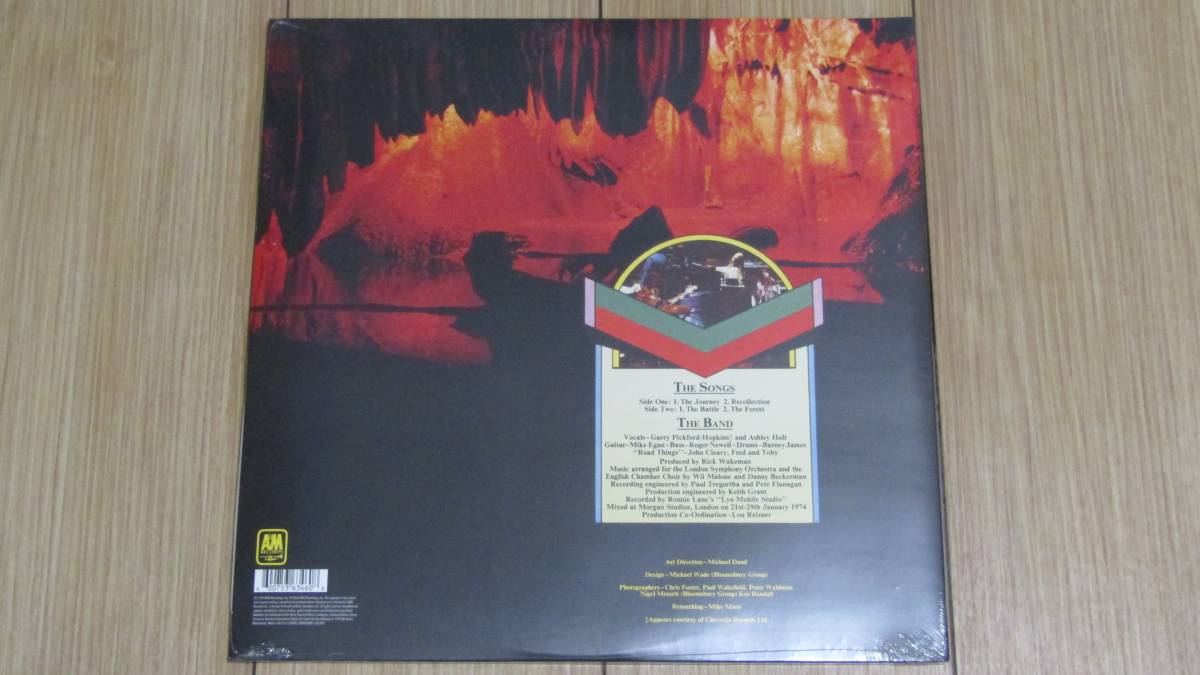 THE SONGS
Side One: 1. The Journey 2. Recollection
Side Two: 1. The Battle 2. The Forest
THE BAND
Vocals-Garry Pickford-Hopkins‡ and Ashley Holt
Guitar-Mike Egan-Bass-Roger Newell-Drums-Barney James
"Road Things"-John Cleary, Fred and Toby
Produced by Rick Wakeman
Music arranged for the London Symphony Orchestra and the
English Chamber Choir by Wil Malone and Danny Beckerman
Recording engineered by Paul Tregurtha and Pete Flanagan
Production engineered by Keith Grant
Recorded by Ronnie Lane's "Lyn Mobile Studio"
Mixed at Morgan Studios, London on 21st-29th January 1974
Production Co-Ordination-Lou Reizner
Art Direction-Michael Doud
Design-Michael Wade (Bloomsbury Group)
Photographers-Chris Foster, Paul Wakefield, Peter Waldman,
Nigel Messett (Bloomsbury Group) Ken Randall
Retouching-Mike Mann
‡Appears courtesy of Chrysalis Records Ltd.
A&M
RECORDS
6 00753 63460